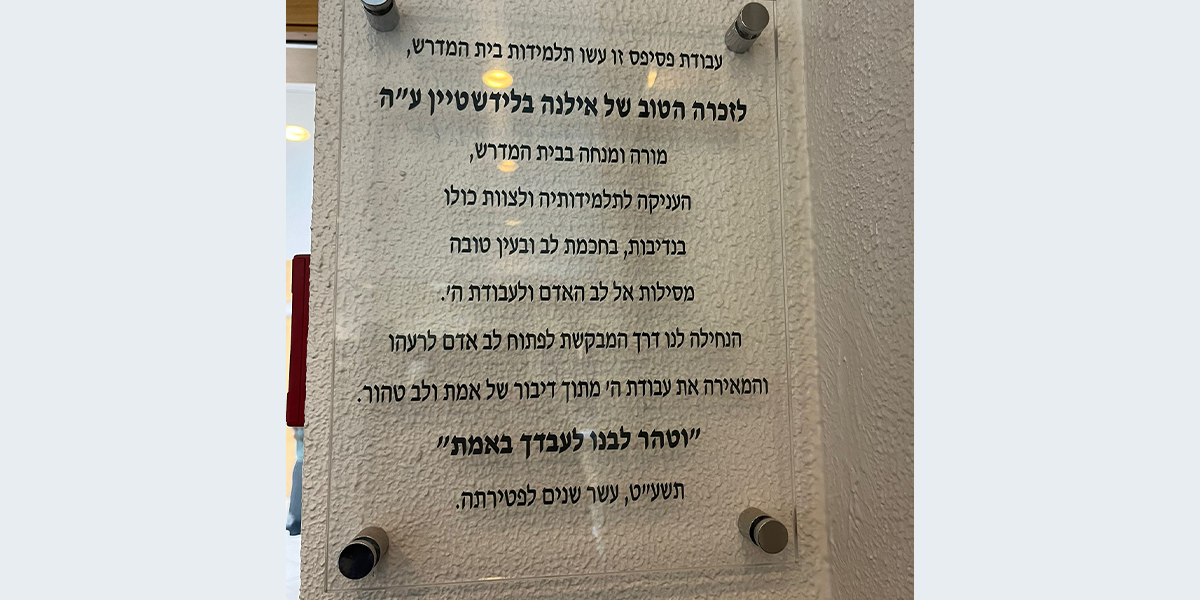 עבודת פסיפס זו עשו תלמידות בית המדרש,
לזכרה הטוב של אילנה בלידשטיין ע״ה
מורה ומנחה בבית המדרש,
העניקה לתלמידותיה ולצוות כולו
בנדיבות, בחכמת לב ובעין טובה
מסילות אל לב האדם ולעבודת ה׳.
הנחילה לנו דרך המבקשת לפתוח לב אדם לרעהו
והמאירה את עבודת ה׳ מתוך דיבור של אמת ולב טהור.
״וטהר לבנו לעבדך באמת״
תשע״ט, עשר שנים לפטירתה.